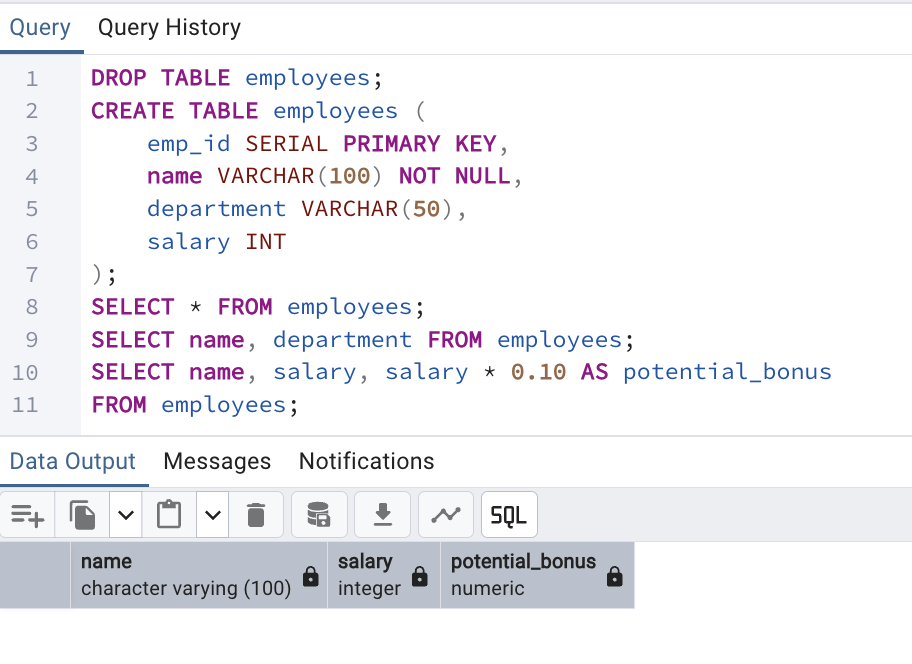 Query Query History
1 DROP TABLE employees;
2 CREATE TABLE employees (
3 emp_id SERIAL PRIMARY KEY,
4 name VARCHAR(100) NOT NULL,
5 department VARCHAR(50),
6 salary INT
7 );
8 SELECT * FROM employees;
9 SELECT name, department FROM employees;
10 SELECT name, salary, salary * 0.10 AS potential_bonus
11 FROM employees;
Data Output Messages Notifications
SQL
name salary potential_bonus
character varying (100) integer numeric